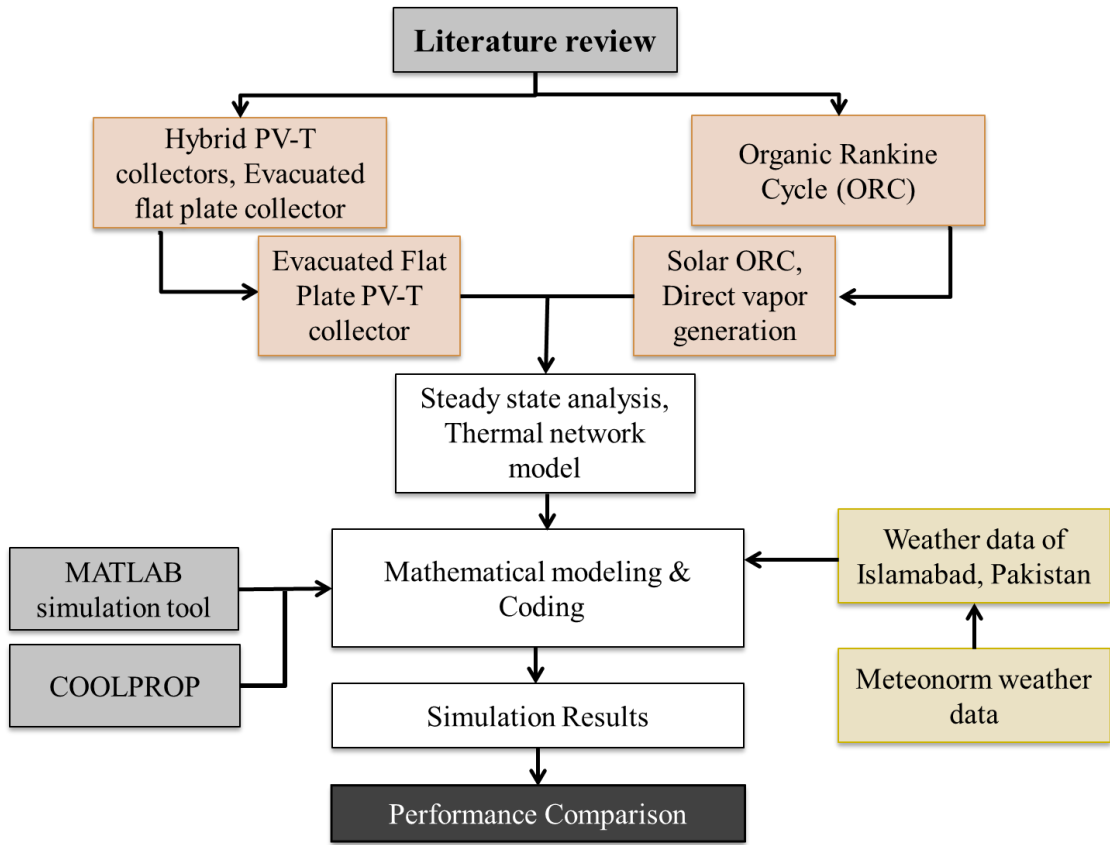 Literature review
Hybrid PV-T
collectors, Evacuated
flat plate collector
Organic Rankine
Cycle (ORC)
Evacuated Flat
Plate PV-T
collector
Solar ORC,
Direct vapor
generation
Steady state analysis,
Thermal network
model
MATLAB
simulation tool
COOLPROP
Mathematical modeling &
Coding
Weather data of
Islamabad, Pakistan
Meteonorm weather
data
Simulation Results
Performance Comparison